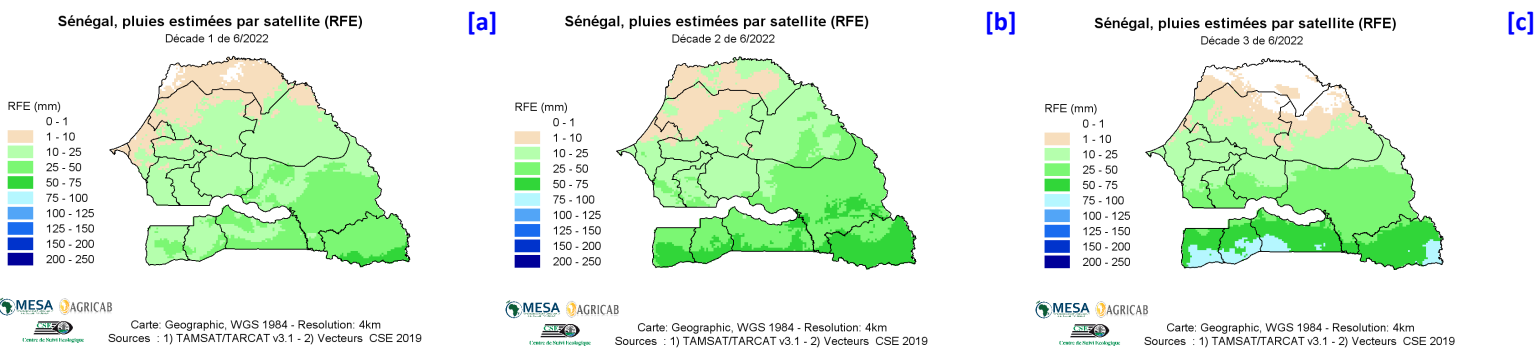 Sénégal, pluies estimées par satellite (RFE)
Décade 1 de 6/2022
[a]
RFE (mm)
0 - 1
1 - 10
10 - 25
25 - 50
50 - 75
75 - 100
100 - 125
125 - 150
150 - 200
200 - 250
MESA
AGRICAB
CSE
Centre de Suivi Ecologique
Carte: Geographic, WGS 1984 - Resolution: 4km
Sources : 1) TAMSAT/TARCAT v3.1 - 2) Vecteurs CSE 2019
Sénégal, pluies estimées par satellite (RFE)
Décade 2 de 6/2022
[b]
RFE (mm)
0 - 1
1 - 10
10 - 25
25 - 50
50 - 75
75 - 100
100 - 125
125 - 150
150 - 200
200 - 250
MESA
AGRICAB
CSE
Centre de Suivi Ecologique
Carte: Geographic, WGS 1984 - Resolution: 4km
Sources : 1) TAMSAT/TARCAT v3.1 - 2) Vecteurs CSE 2019
Sénégal, pluies estimées par satellite (RFE)
Décade 3 de 6/2022
[c]
RFE (mm)
0 - 1
1 - 10
10 - 25
25 - 50
50 - 75
75 - 100
100 - 125
125 - 150
150 - 200
200 - 250
MESA
AGRICAB
CSE
Centre de Suivi Ecologique
Carte: Geographic, WGS 1984 - Resolution: 4km
Sources : 1) TAMSAT/TARCAT v3.1 - 2) Vecteurs CSE 2019